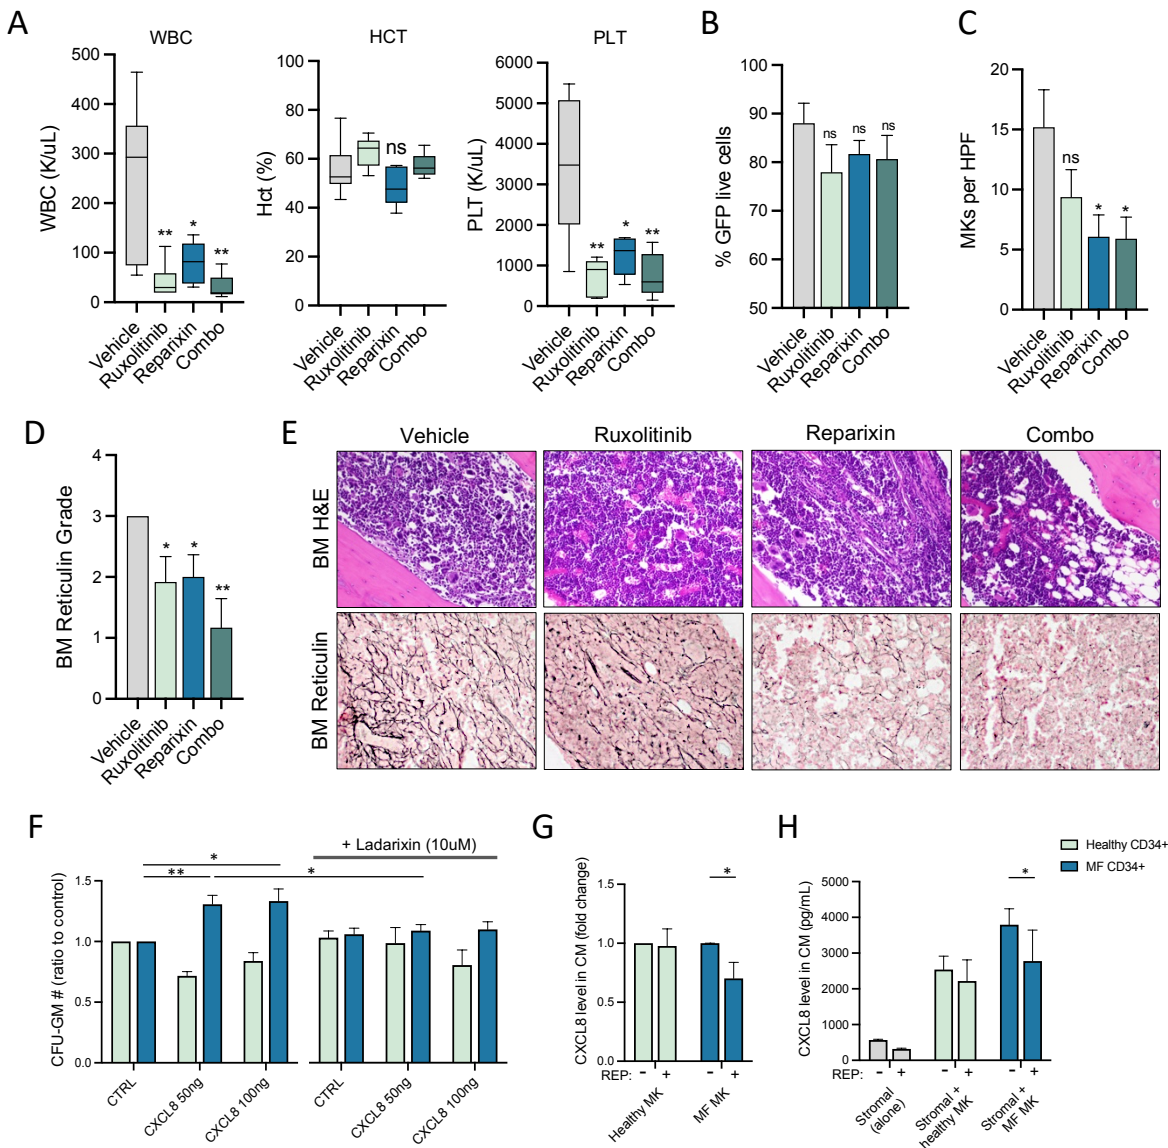 A
WBC
WBC (K/uL)
500
400
300
200
100
0
**
*
**
Vehicle
Ruxolitinib
Reparixin
Combo
HCT
Hct (%)
100
80
60
40
20
0
ns
Vehicle
Ruxolitinib
Reparixin
Combo
PLT
PLT (K/uL)
6000
5000
4000
3000
2000
1000
0
**
*
**
Vehicle
Ruxolitinib
Reparixin
Combo
B
% GFP live cells
100
90
80
70
60
50
ns
ns
ns
Vehicle
Ruxolitinib
Reparixin
Combo
C
MKs per HPF
20
15
10
5
0
ns
*
*
Vehicle
Ruxolitinib
Reparixin
Combo
D
BM Reticulin Grade
4
3
2
1
0
*
*
**
Vehicle
Ruxolitinib
Reparixin
Combo
E
Vehicle
Ruxolitinib
Reparixin
Combo
BM H&E
BM Reticulin
F
+ Ladarixin (10uM)
CFU-GM # (ratio to control)
1.5
1.0
0.5
0.0
*
**
*
CTRL
CXCL8 50ng
CXCL8 100ng
CTRL
CXCL8 50ng
CXCL8 100ng
G
CXCL8 level in CM (fold change)
1.5
1.0
0.5
0.0
*
REP: - + - +
Healthy MK
MF MK
H
CXCL8 level in CM (pg/mL)
5000
4000
3000
2000
1000
0
*
REP: - + - + - +
Stromal
(alone)
Stromal +
healthy MK
Stromal +
MF MK
Healthy CD34+
MF CD34+